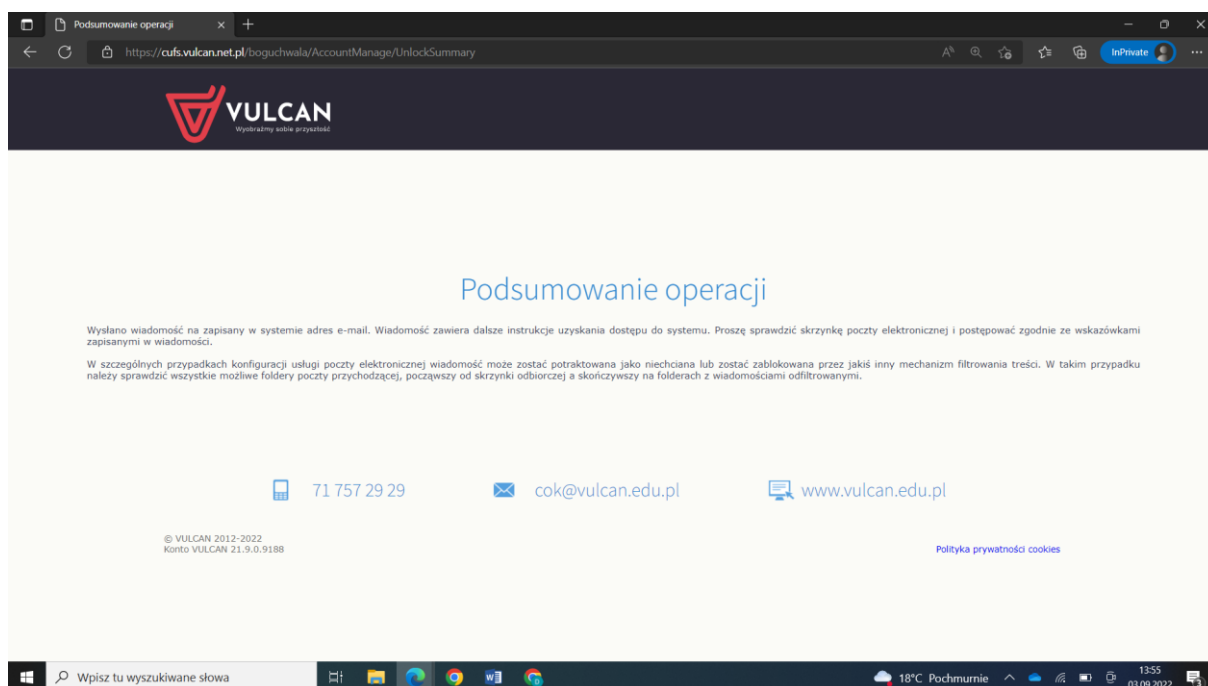 Podsumowanie operacji
https://cufs.vulcan.net.pl/boguchwala/AccountManage/UnlockSummary
InPrivate
VULCAN
Wyobraźmy sobie przyszłość
Podsumowanie operacji
Wysłano wiadomość na zapisany w systemie adres e-mail. Wiadomość zawiera dalsze instrukcje uzyskania dostępu do systemu. Proszę sprawdzić skrzynkę poczty elektronicznej i postępować zgodnie ze wskazówkami
zapisanymi w wiadomości.
W szczególnych przypadkach konfiguracji usługi poczty elektronicznej wiadomość może zostać potraktowana jako niechciana lub zostać zablokowana przez jakiś inny mechanizm filtrowania treści. W takim przypadku
należy sprawdzić wszystkie możliwe foldery poczty przychodzącej, począwszy od skrzynki odbiorczej a skończywszy na folderach z wiadomościami odfiltrowanymi.
71 757 29 29
cok@vulcan.edu.pl
www.vulcan.edu.pl
© VULCAN 2012-2022
Konto VULCAN 21.9.0.9188
Polityka prywatności cookies
Wpisz tu wyszukiwane słowa
18°C Pochmurnie
13:55
03.09.2022
3